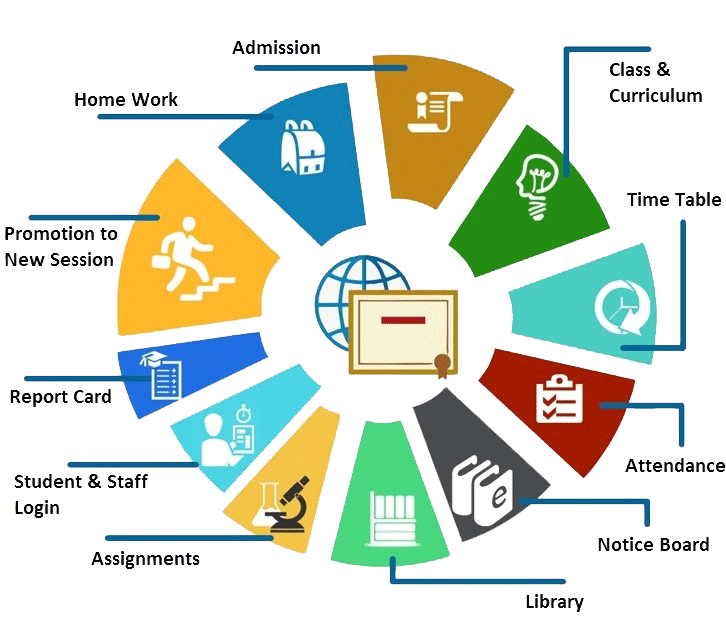 Admission
Class &
Curriculum
Home Work
Time Table
Promotion to
New Session
Report Card
Attendance
Student & Staff
Login
Notice Board
Assignments
Library
e